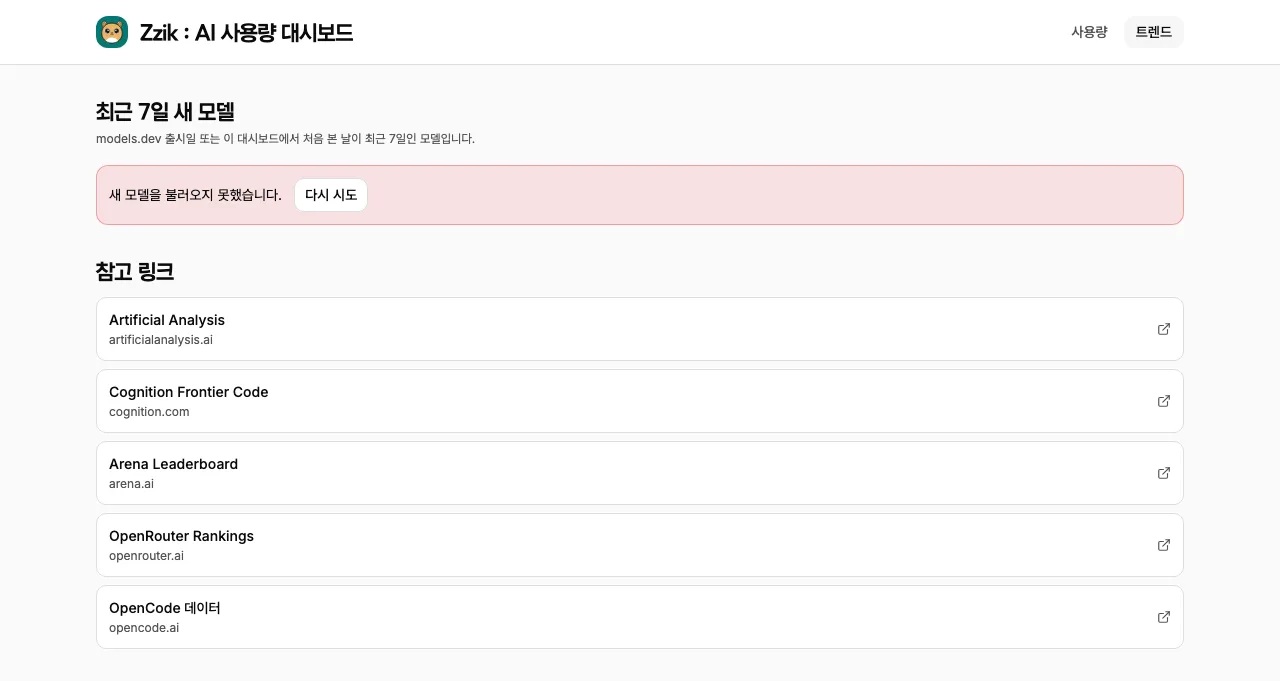 Zzik : AI 사용량 대시보드
사용량
트렌드
최근 7일 새 모델
models.dev 출시일 또는 이 대시보드에서 처음 본 날이 최근 7일인 모델입니다.
새 모델을 불러오지 못했습니다.
다시 시도
참고 링크
Artificial Analysis
artificialanalysis.ai
Cognition Frontier Code
cognition.com
Arena Leaderboard
arena.ai
OpenRouter Rankings
openrouter.ai
OpenCode 데이터
opencode.ai